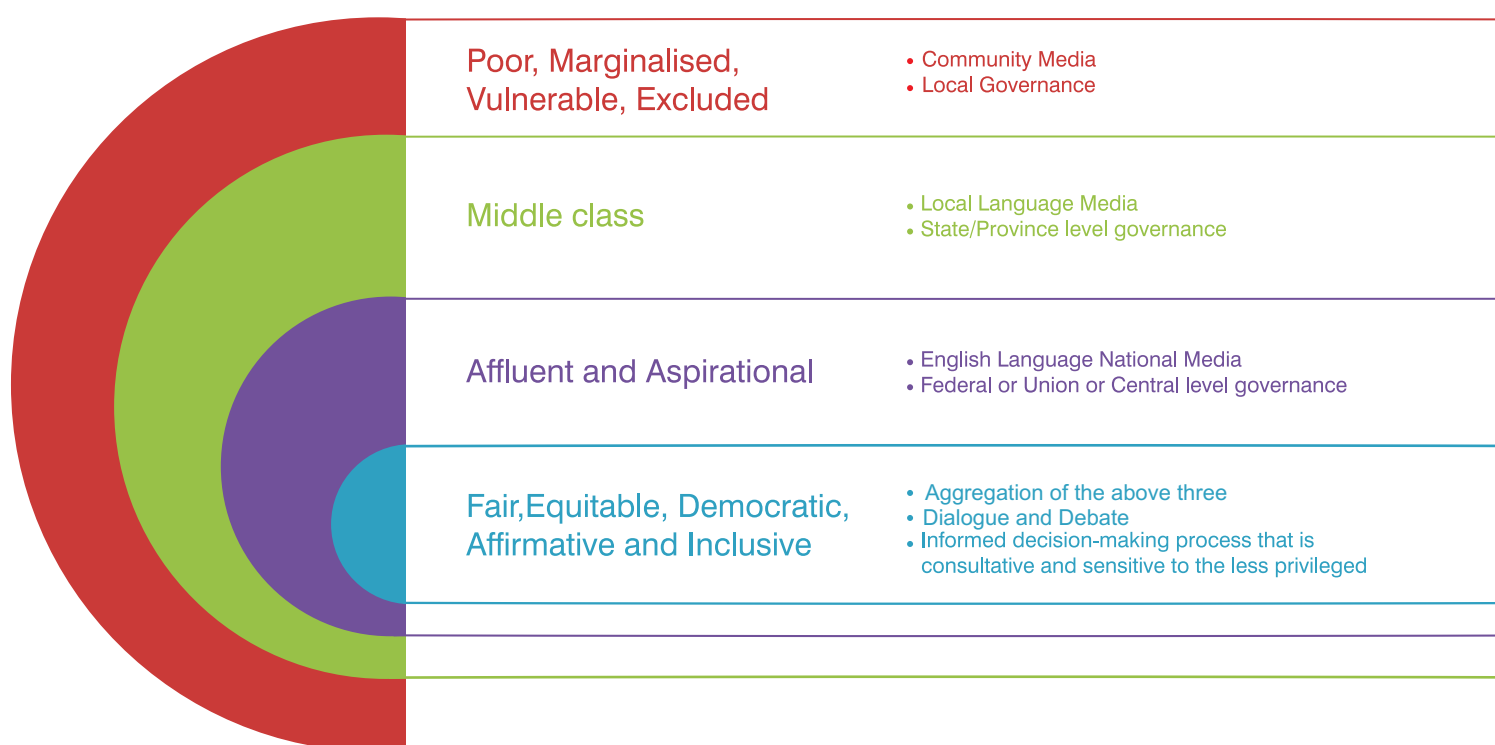 Poor, Marginalised,
Vulnerable, Excluded
• Community Media
• Local Governance
Middle class
• Local Language Media
• State/Province level governance
Affluent and Aspirational
• English Language National Media
• Federal or Union or Central level governance
Fair,Equitable, Democratic,
Affirmative and Inclusive
• Aggregation of the above three
• Dialogue and Debate
• Informed decision-making process that is
consultative and sensitive to the less privileged